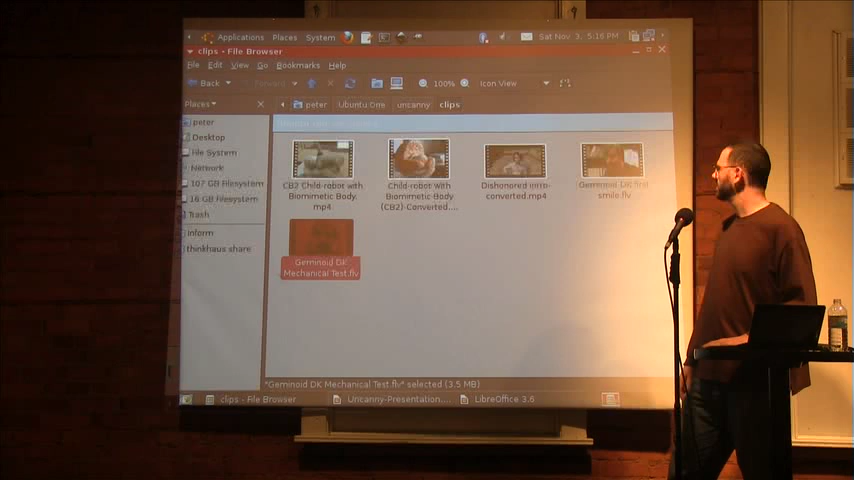 Applications Places System Sat Nov 3, 5:16 PM
clips - File Browser
File Edit View Go Bookmarks Help
Back Forward 100% Icon View
Places peter Ubuntu One uncanny clips
peter
Desktop
File System
Network
107 GB Filesystem
16 GB Filesystem
Trash
inform
thinkhaus share
CB2 Child-robot with
Biomimetic Body.
mp4
Child-robot with
Biomimetic Body
(CB2)-Converted....
Dishonored Intro-
converted.mp4
Geminoid DK first
smile.flv
Geminoid DK
Mechanical Test.flv
"Geminoid DK Mechanical Test.flv" selected (3.5 MB)
clips - File Browser Uncanny-Presentation.... LibreOffice 3.6